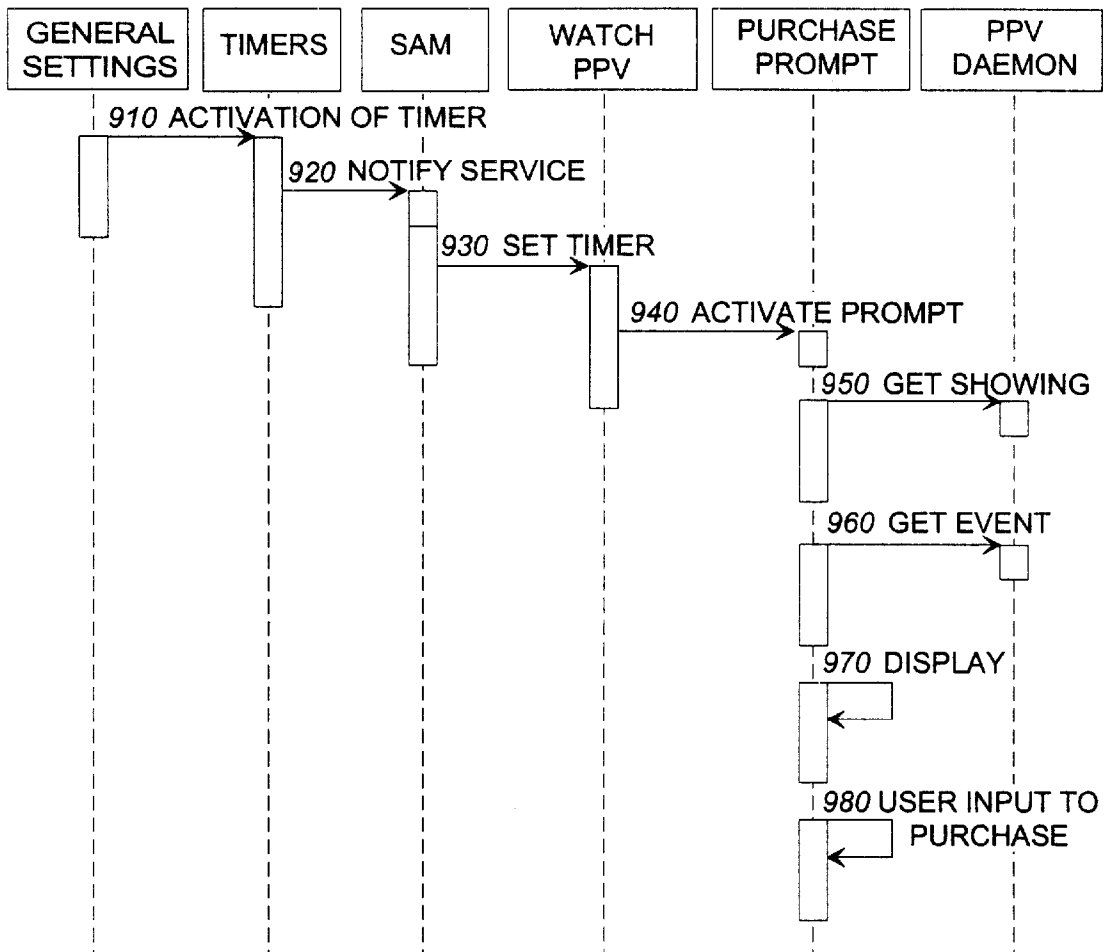 GENERAL
SETTINGS
TIMERS
SAM
WATCH
PPV
PURCHASE
PROMPT
PPV
DAEMON
910 ACTIVATION OF TIMER
920 NOTIFY SERVICE
930 SET TIMER
940 ACTIVATE PROMPT
950 GET SHOWING
960 GET EVENT
970 DISPLAY
980 USER INPUT TO
PURCHASE